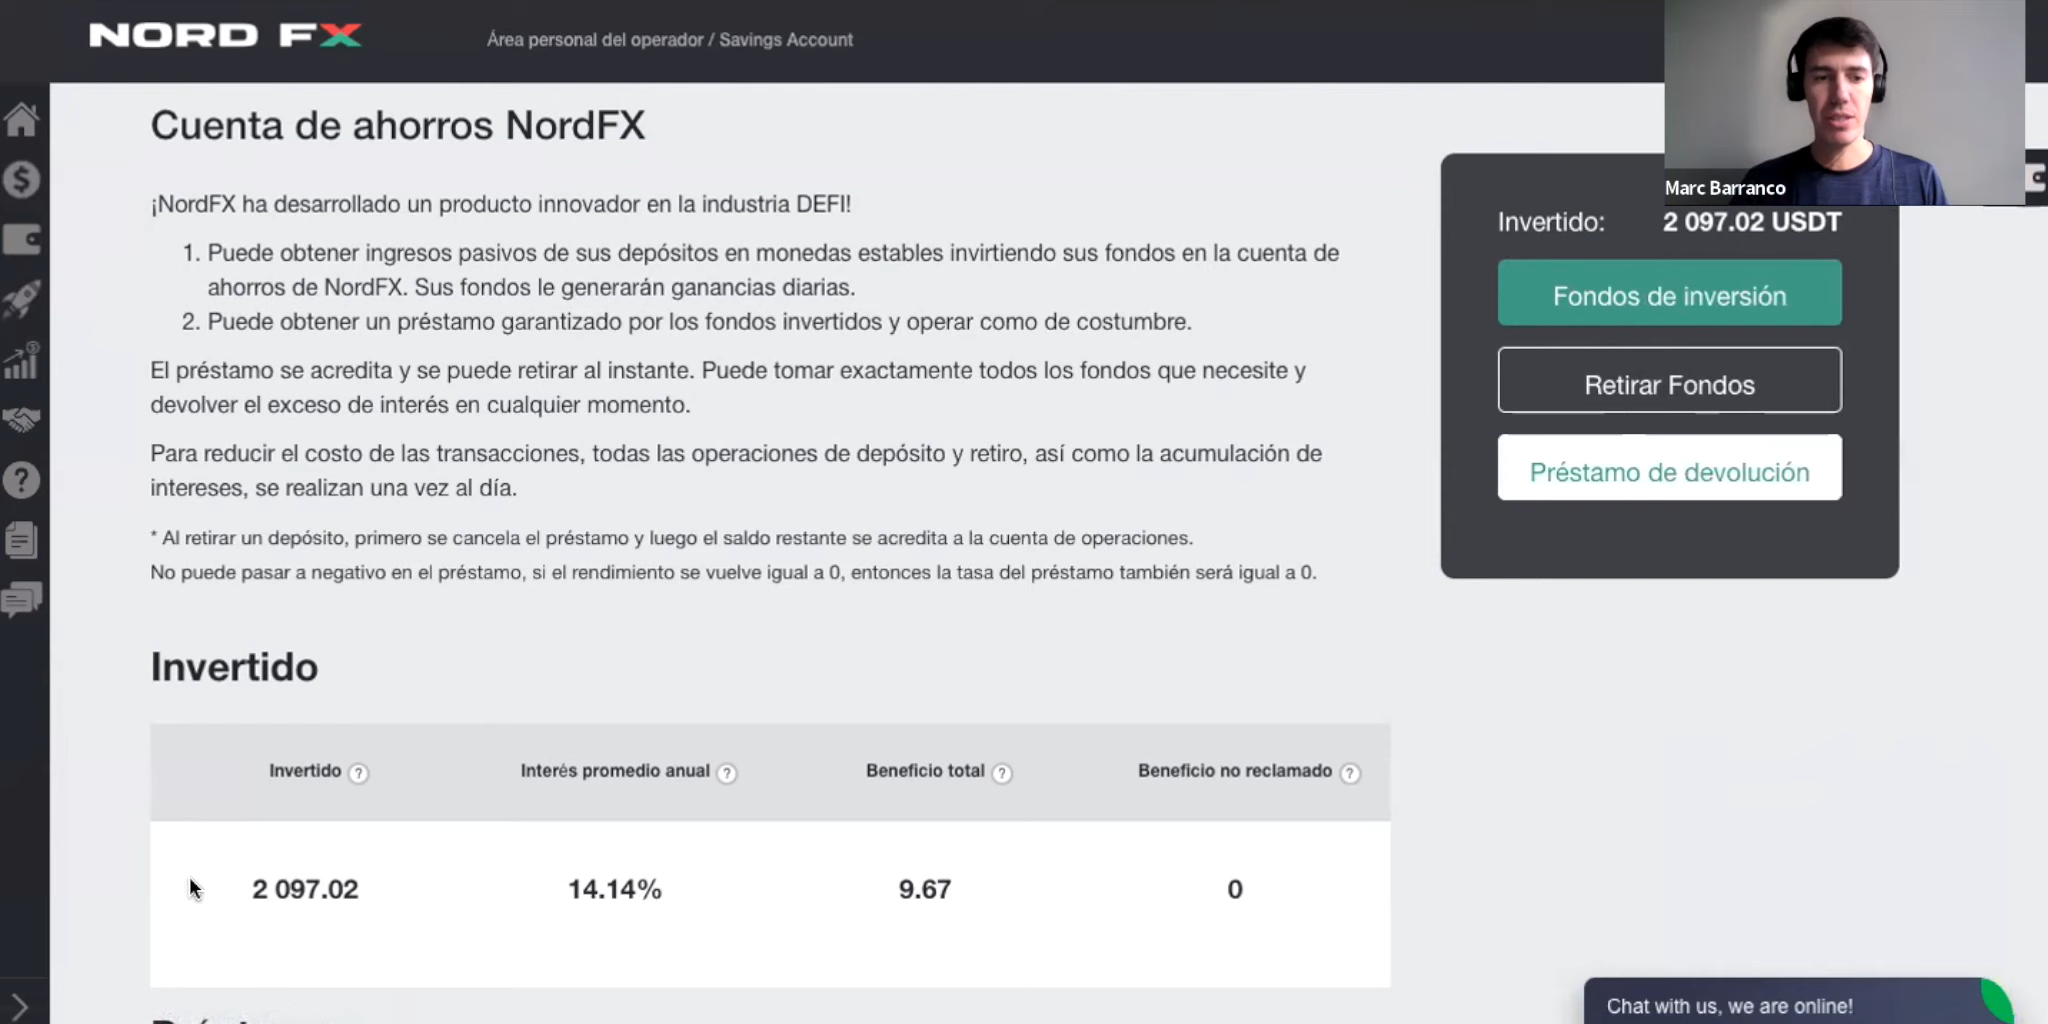 NORD FX
Área personal del operador / Savings Account
Marc Barranco
Cuenta de ahorros NordFX
¡NordFX ha desarrollado un producto innovador en la industria DEFI!
1. Puede obtener ingresos pasivos de sus depósitos en monedas estables invirtiendo sus fondos en la cuenta de
ahorros de NordFX. Sus fondos le generarán ganancias diarias.
2. Puede obtener un préstamo garantizado por los fondos invertidos y operar como de costumbre.
El préstamo se acredita y se puede retirar al instante. Puede tomar exactamente todos los fondos que necesite y
devolver el exceso de interés en cualquier momento.
Para reducir el costo de las transacciones, todas las operaciones de depósito y retiro, así como la acumulación de
intereses, se realizan una vez al día.
* Al retirar un depósito, primero se cancela el préstamo y luego el saldo restante se acredita a la cuenta de operaciones.
No puede pasar a negativo en el préstamo, si el rendimiento se vuelve igual a 0, entonces la tasa del préstamo también será igual a 0.
Invertido: 2 097.02 USDT
Fondos de inversión
Retirar Fondos
Préstamo de devolución
Invertido
Invertido ? Interés promedio anual ? Beneficio total ? Beneficio no reclamado ?
2 097.02 14.14% 9.67 0
Chat with us, we are online!